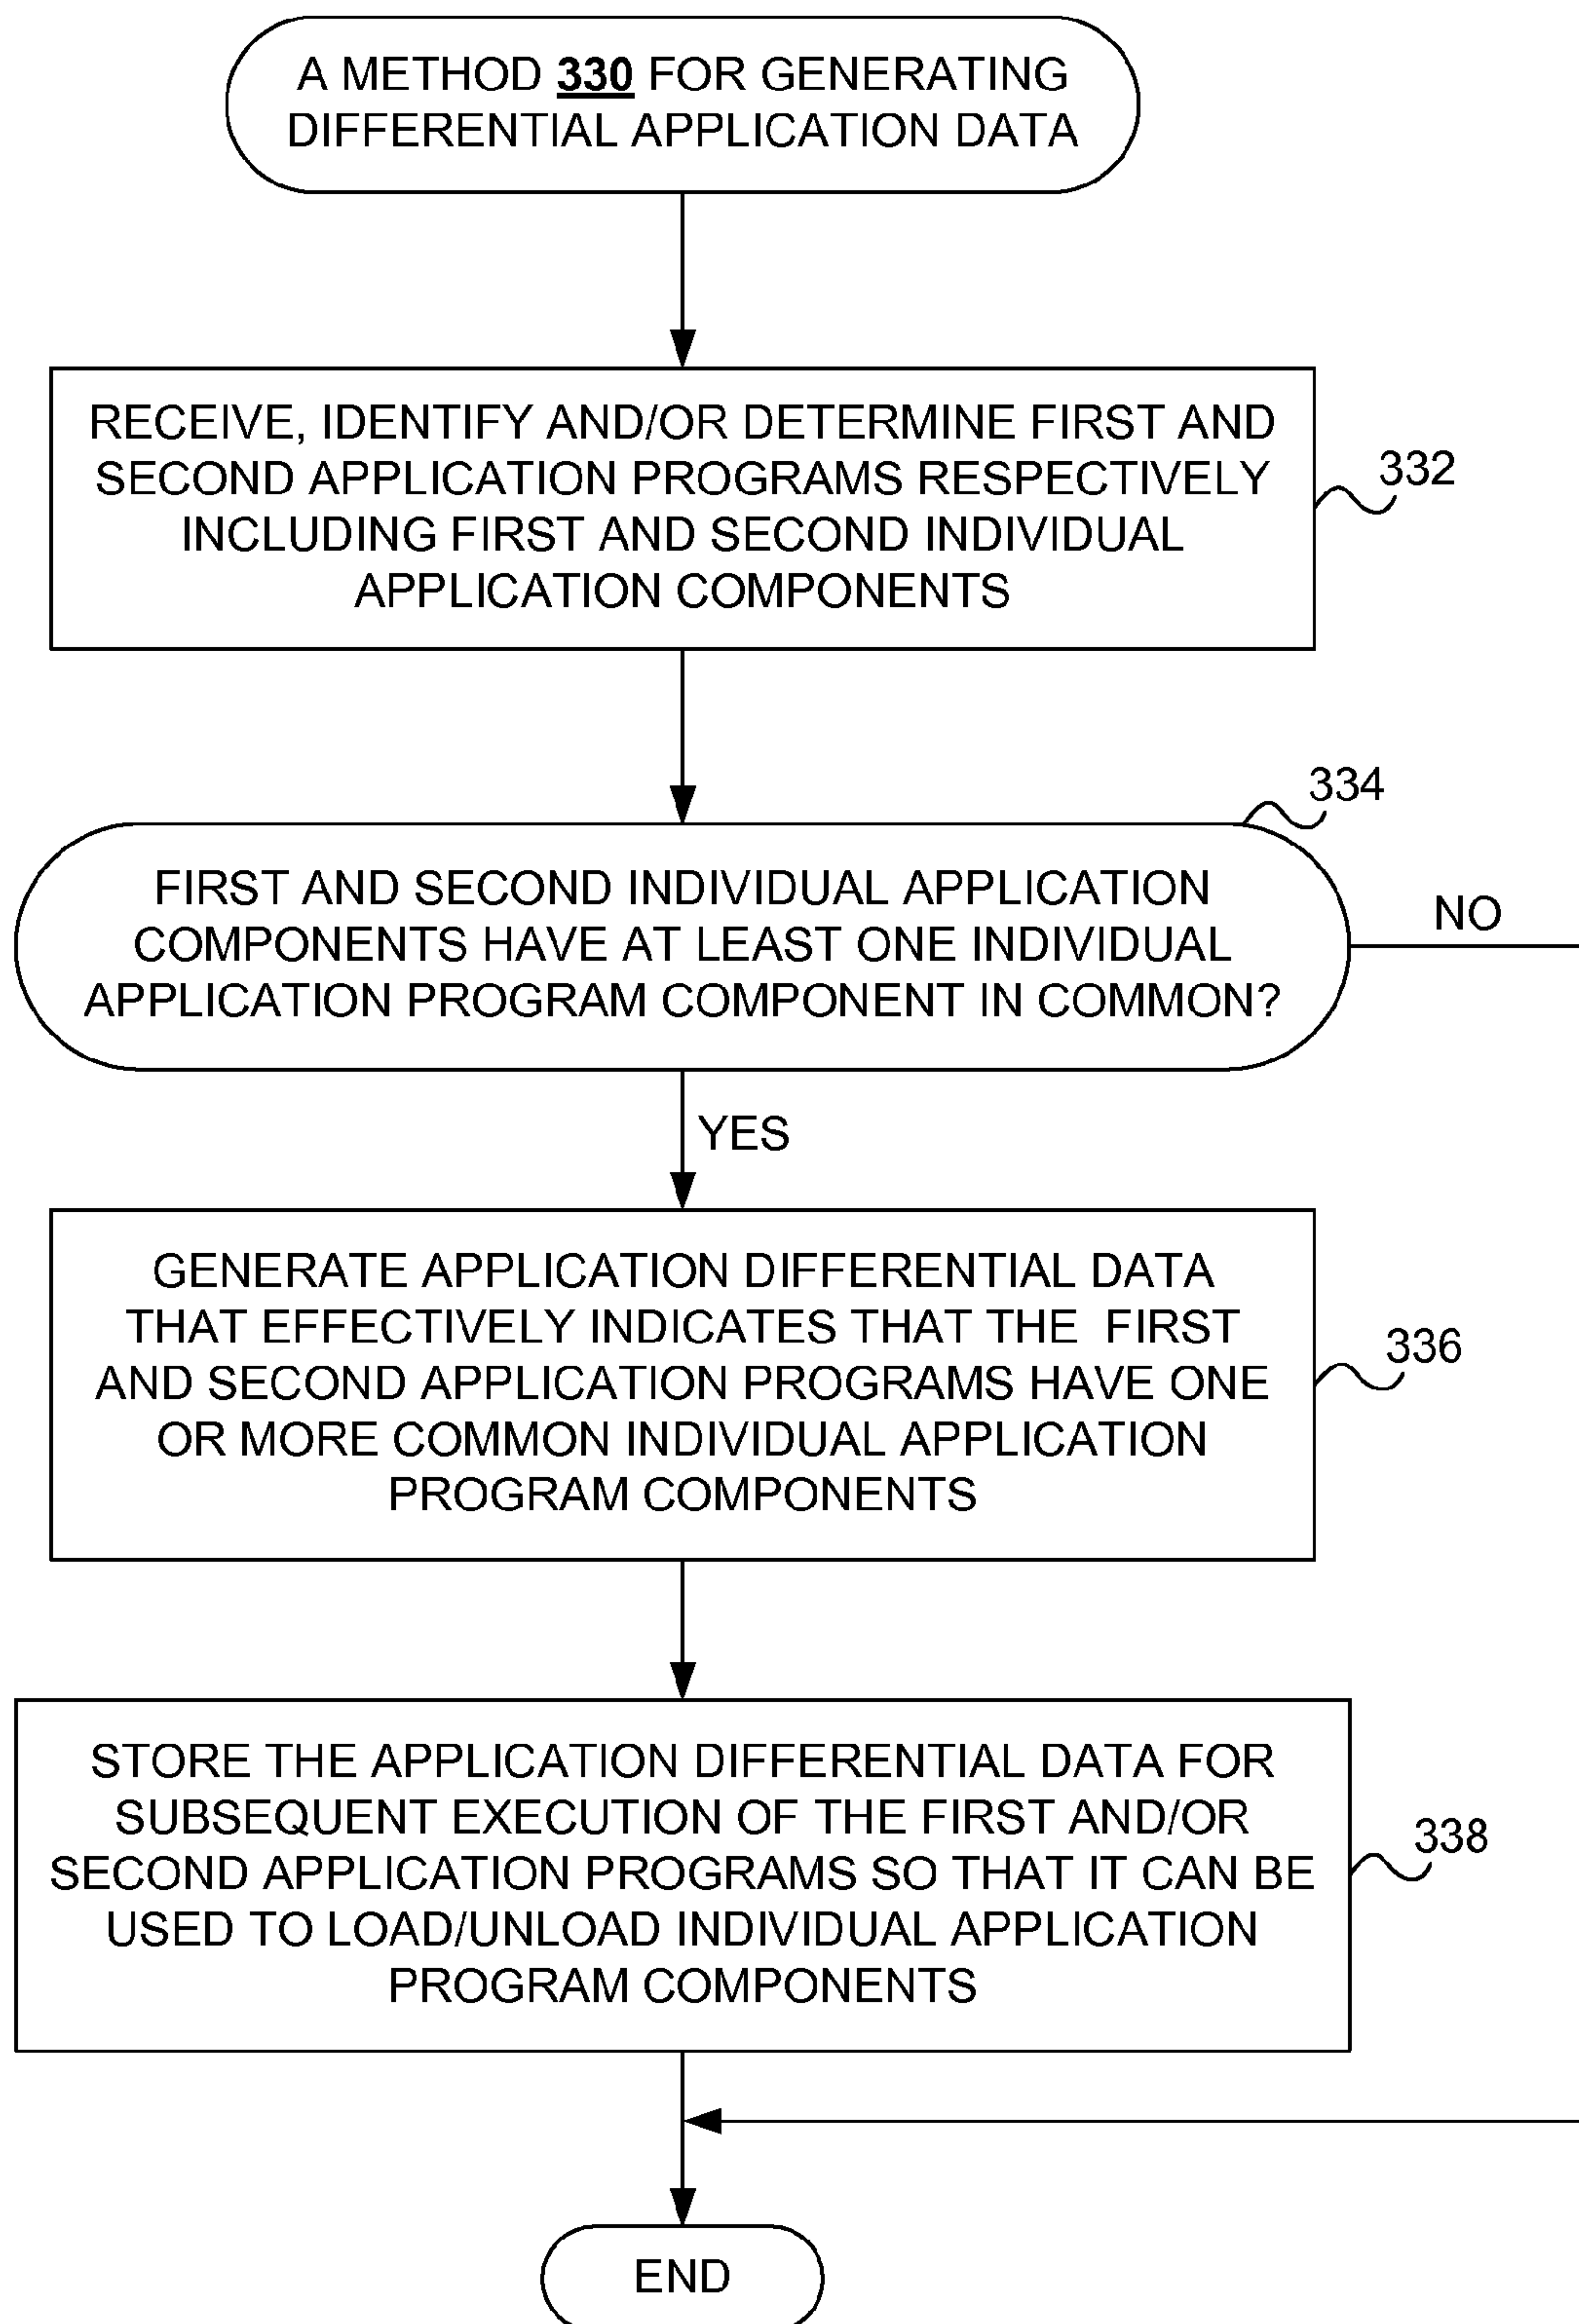 A METHOD 330 FOR GENERATING
DIFFERENTIAL APPLICATION DATA
RECEIVE, IDENTIFY AND/OR DETERMINE FIRST AND
SECOND APPLICATION PROGRAMS RESPECTIVELY
INCLUDING FIRST AND SECOND INDIVIDUAL
APPLICATION COMPONENTS
332
334
FIRST AND SECOND INDIVIDUAL APPLICATION
COMPONENTS HAVE AT LEAST ONE INDIVIDUAL
APPLICATION PROGRAM COMPONENT IN COMMON?
NO
YES
GENERATE APPLICATION DIFFERENTIAL DATA
THAT EFFECTIVELY INDICATES THAT THE FIRST
AND SECOND APPLICATION PROGRAMS HAVE ONE
OR MORE COMMON INDIVIDUAL APPLICATION
PROGRAM COMPONENTS
336
STORE THE APPLICATION DIFFERENTIAL DATA FOR
SUBSEQUENT EXECUTION OF THE FIRST AND/OR
SECOND APPLICATION PROGRAMS SO THAT IT CAN BE
USED TO LOAD/UNLOAD INDIVIDUAL APPLICATION
PROGRAM COMPONENTS
338
END